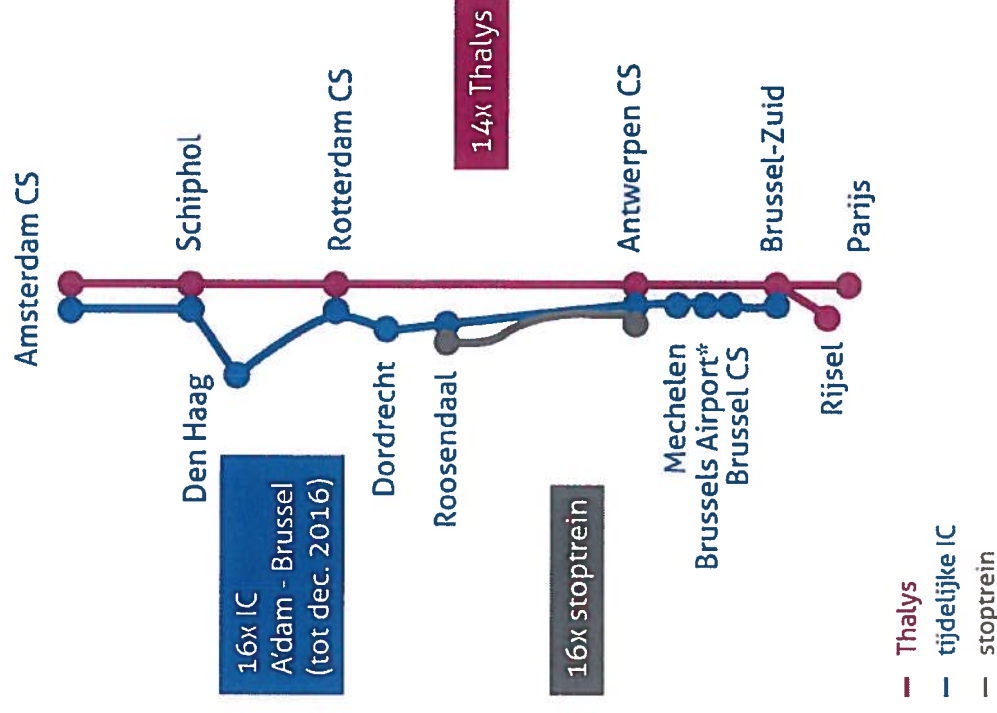 Amsterdam CS
Schiphol
Den Haag
Rotterdam CS
16x IC
A'dam - Brussel
(tot dec. 2016)
Dordrecht
Roosendaal
14x Thalys
16x stoptrein
Antwerpen CS
Mechelen
Brussels Airport*
Brussel CS
Brussel-Zuid
Rijsel
Parijs
Thalys
tijdelijke IC
stoptrein